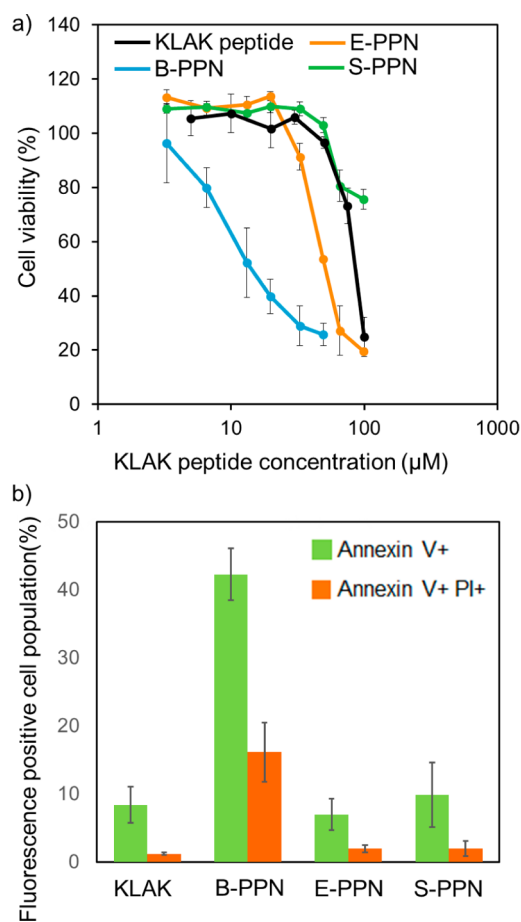 a)
140
120
100
80
60
40
20
0
Cell viability (%)
KLAK peptide
E-PPN
B-PPN
S-PPN
1
10
100
1000
KLAK peptide concentration (µM)
b)
50
40
30
20
10
0
Fluorescence positive cell population(%)
Annexin V+
Annexin V+ PI+
KLAK
B-PPN
E-PPN
S-PPN